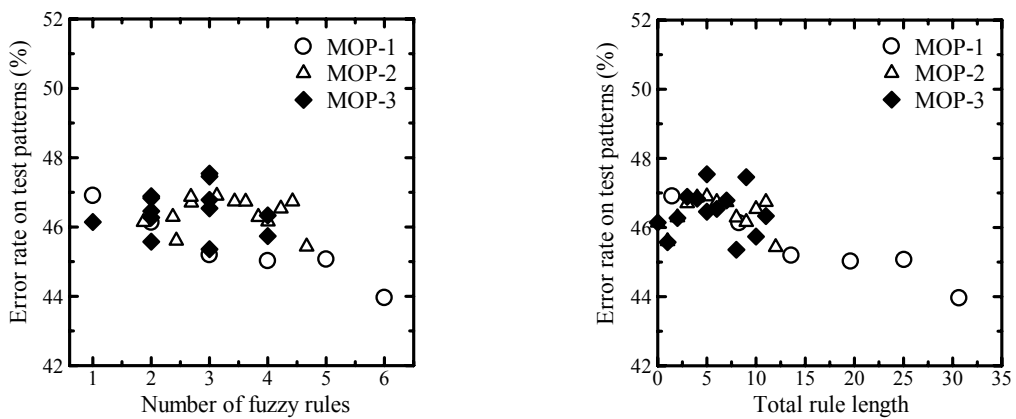 52
50
48
46
44
42
Error rate on test patterns (%)
MOP-1
MOP-2
MOP-3
1 2 3 4 5 6
Number of fuzzy rules
52
50
48
46
44
42
Error rate on test patterns (%)
MOP-1
MOP-2
MOP-3
0 5 10 15 20 25 30 35
Total rule length